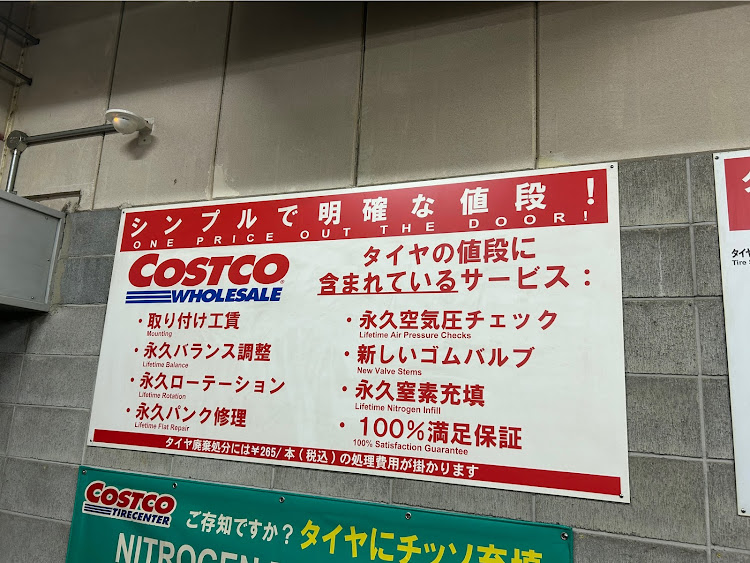 シンプルで明確な値段!
ONE PRICE OUT THE DOOR!
COSTCO
WHOLESALE
タイヤの値段に
含まれているサービス:
・取り付け工賃
Mounting
・永久バランス調整
Lifetime Balance
・永久ローテーション
Lifetime Rotation
・永久パンク修理
Lifetime Flat Repair
・永久空気圧チェック
Lifetime Air Pressure Checks
・新しいゴムバルブ
New Valve Stems
・永久窒素充填
Lifetime Nitrogen Infill
・100%満足保証
100% Satisfaction Guarantee
タイヤ廃棄処分には¥265/本(税込)の処理費用が掛かります
COSTCO
TIRECENTER
ご存知ですか?タイヤにチッソ充填
NITROGEN
タイヤ
Tire